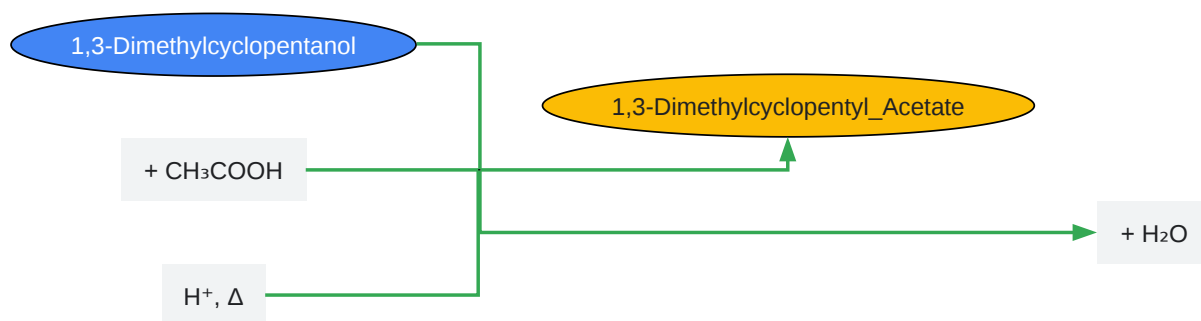 1,3-Dimethylcyclopentanol
1,3-Dimethylcyclopentyl_Acetate
+ CH₃COOH
+ H₂O
H⁺, Δ